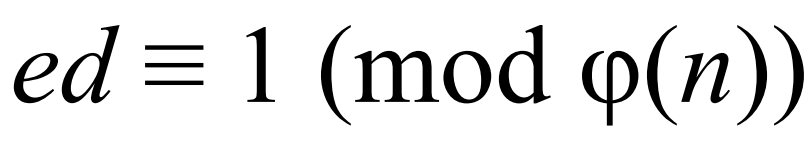 ed ≡ 1 (mod φ(n))